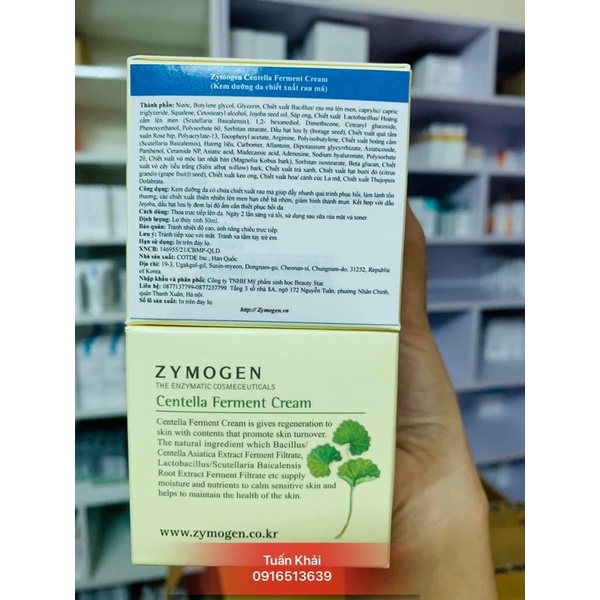 Zymogen Centella Ferment Cream
(Kem dưỡng da chiết xuất rau má)
Thành phần: Nước, Butylene glycol, Glycerin, Chiết xuất Bacillus/ rau má lên men, caprylic/ capric
triglyceride, Squalene, Cetostearyl alcohol, Jojoba seed oil, Sáp ong, Chiết xuất Lactobacillus/ Hoàng
cầm lên men (Scutellaria Baicalensis), 1,2- hexanediol, Dimethicone, Cetearyl glucoside,
Phenoxyethanol, Polysorbate 60, Sorbitan stearate, Dầu hạt lưu ly (borage seed), Chiết xuất quả tầm
xuân Rose hip, Polyacrylate-13, Tocopheryl acetate, Arginine, Polyisobutylene, Chiết xuất hoàng cầm
(Scutellaria Baicalensis), Hương liệu, Carbomer, Allantoin, Dipotassium glycyrrhizate, Asiaticoside,
Panthenol, Ceramide NP, Asiatic acid, Madecassic acid, Adenosine, Sodium hyaluronate, Polysorbate
20, Chiết xuất vỏ mộc lan nhật bản (Magnolia Kobus bark), Sorbitan isostearate, Beta glucan, Chiết
xuất vỏ cây liễu trắng (Salix alba( willow) bark), Chiết xuất trà xanh, Chiết xuất hạt bưởi đỏ (citrus
grandis (grape fruit)) seed), Chiết xuất keo ong, Chiết xuất hoa/ cánh cúc La mã, Chiết xuất Thujopsis
Dolabrata.
Công dụng: Kem dưỡng da có chứa chiết xuất rau má giúp đẩy nhanh quá trình phục hồi, làm lành tổn
thương, các chiết xuất thiên nhiên lên men hạn chế bã nhờn, giảm hình thành mụn. Kết hợp với dầu
Jojoba, dầu hạt lưu ly đem lại độ ẩm cần thiết phục hồi da.
Cách dùng: Thoa trực tiếp lên da. Ngày 2 lần sáng và tối, sử dụng sau sữa rửa mặt và toner.
Định lượng: Lọ thủy tinh 50ml.
Bảo quản: Tránh nhiệt độ cao, ánh nắng chiếu trực tiếp.
Lưu ý: Tránh tiếp xúc với mắt. Tránh xa tầm tay trẻ em
Hạn sử dụng: In trên đáy lọ.
XNCB: 146955/21/CBMP-QLD
Nhà sản xuất: COTDE Inc., Hàn Quốc.
Địa chỉ: 19-3, Ugakgol-gil, Susin-myeon, Dongnam-gu, Cheonan-si, Chungnam-do, 31252, Republic
of Korea.
Nhập khẩu và phân phối: Công ty TNHH Mỹ phẩm sinh học Beauty Star.
Liên hệ: 0877137799-0877237799. Tầng 3 số nhà 8A, ngõ 172 Nguyễn Tuân, phường Nhân Chính,
quận Thanh Xuân, Hà nội.
Số lô sản xuất: In trên đáy lọ.
http:// Zymogen.vn
ZYMOGEN
THE ENZYMATIC COSMECEUTICALS
Centella Ferment Cream
Centella Ferment Cream is gives regeneration to
skin with contents that promote skin turnover.
The natural ingredient which Bacillus/
Centella Asiatica Extract Ferment Filtrate,
Lactobacillus/Scutellaria Baicalensis
Root Extract Ferment Filtrate etc supply
moisture and nutrients to calm sensitive skin and
helps to maintain the health of the skin.
www.zymogen.co.kr
Tuấn Khải
0916513639